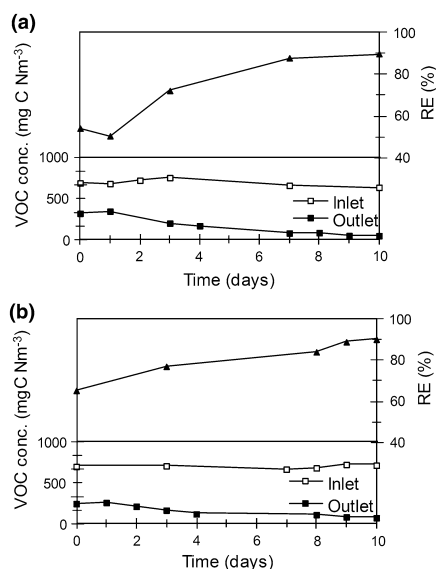 (a)
100
80
60
40
RE (%)
VOC conc. (mg C Nm-3)
1000
500
0
Inlet
Outlet
0 2 4 6 8 10
Time (days)
(b)
100
80
60
40
RE (%)
VOC conc. (mgC Nm-3)
1000
500
0
Inlet
Outlet
0 2 4 6 8 10
Time (days)